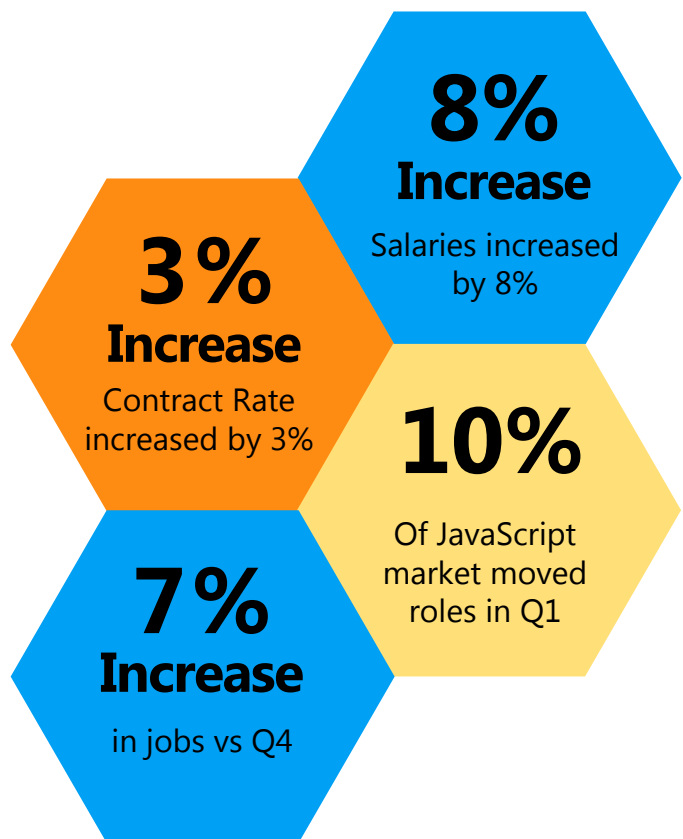 8%
Increase
Salaries increased
by 8%
3%
Increase
Contract Rate
increased by 3%
10%
Of JavaScript
market moved
roles in Q1
7%
Increase
in jobs vs Q4